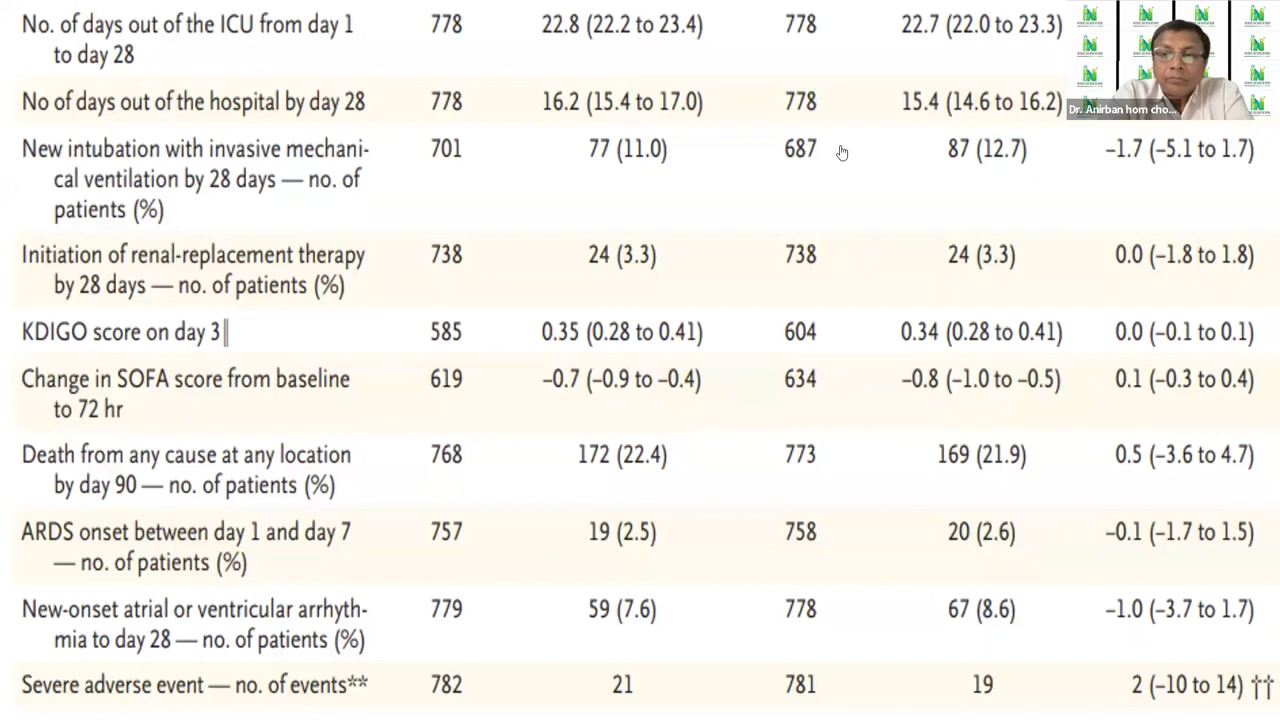 No. of days out of the ICU from day 1 778 22.8 (22.2 to 23.4) 778 22.7 (22.0 to 23.3)
to day 28
No of days out of the hospital by day 28 778 16.2 (15.4 to 17.0) 778 15.4 (14.6 to 16.2)
Dr. Anirban hom cho...
New intubation with invasive mechani- 701 77 (11.0) 687 87 (12.7) –1.7 (–5.1 to 1.7)
cal ventilation by 28 days — no. of
patients (%)
Initiation of renal-replacement therapy 738 24 (3.3) 738 24 (3.3) 0.0 (–1.8 to 1.8)
by 28 days — no. of patients (%)
KDIGO score on day 3‖ 585 0.35 (0.28 to 0.41) 604 0.34 (0.28 to 0.41) 0.0 (–0.1 to 0.1)
Change in SOFA score from baseline 619 –0.7 (–0.9 to –0.4) 634 –0.8 (–1.0 to –0.5) 0.1 (–0.3 to 0.4)
to 72 hr
Death from any cause at any location 768 172 (22.4) 773 169 (21.9) 0.5 (–3.6 to 4.7)
by day 90 — no. of patients (%)
ARDS onset between day 1 and day 7 757 19 (2.5) 758 20 (2.6) –0.1 (–1.7 to 1.5)
— no. of patients (%)
New-onset atrial or ventricular arrhyth- 779 59 (7.6) 778 67 (8.6) –1.0 (–3.7 to 1.7)
mia to day 28 — no. of patients (%)
Severe adverse event — no. of events** 782 21 781 19 2 (–10 to 14) ††